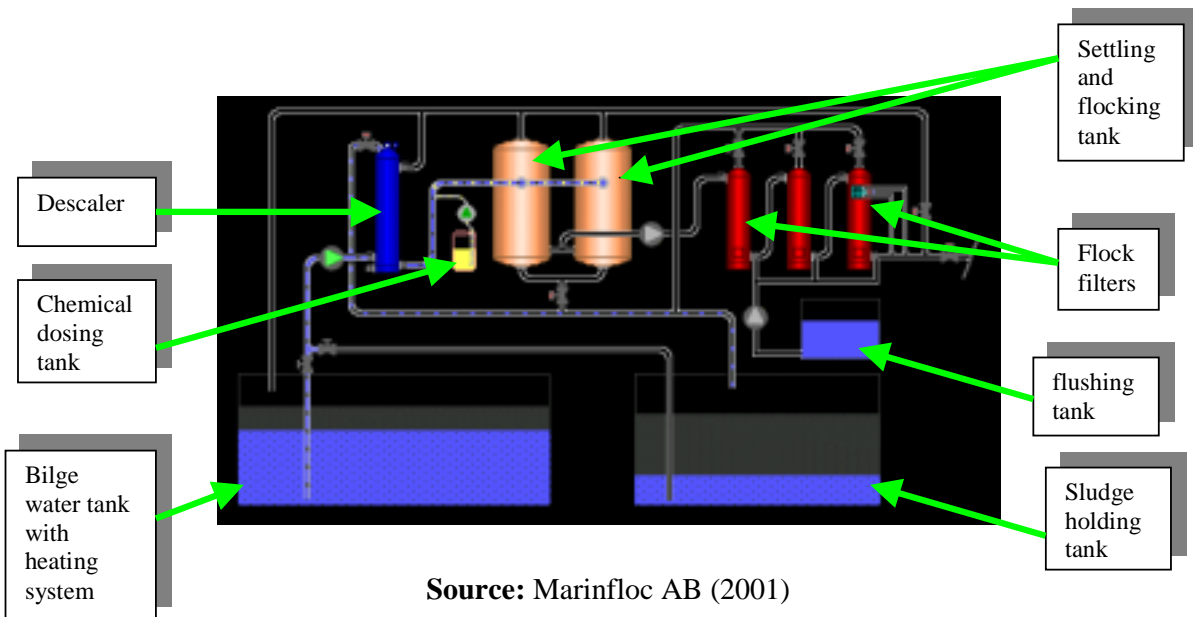 Settling
and
flocking
tank
Descaler
Flock
filters
Chemical
dosing
tank
flushing
tank
Bilge
water tank
with
heating
system
Sludge
holding
tank
Source: Marinfloc AB (2001)